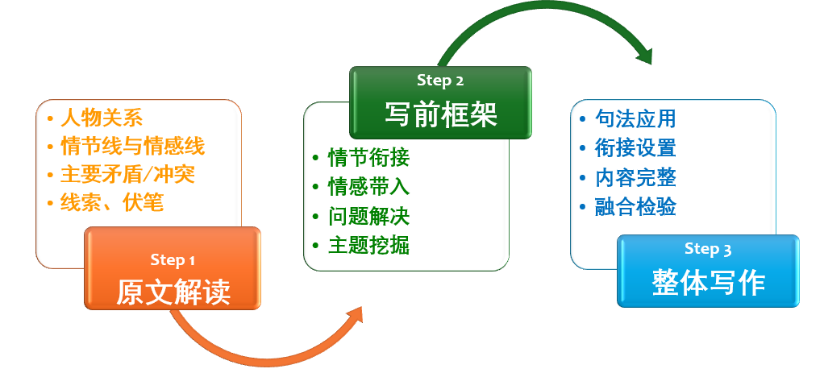 人物关系
情节线与情感线
主要矛盾/冲突
线索、伏笔
Step 1
原文解读
Step 2
写前框架
情节衔接
情感带入
问题解决
主题挖掘
句法应用
衔接设置
内容完整
融合检验
Step 3
整体写作